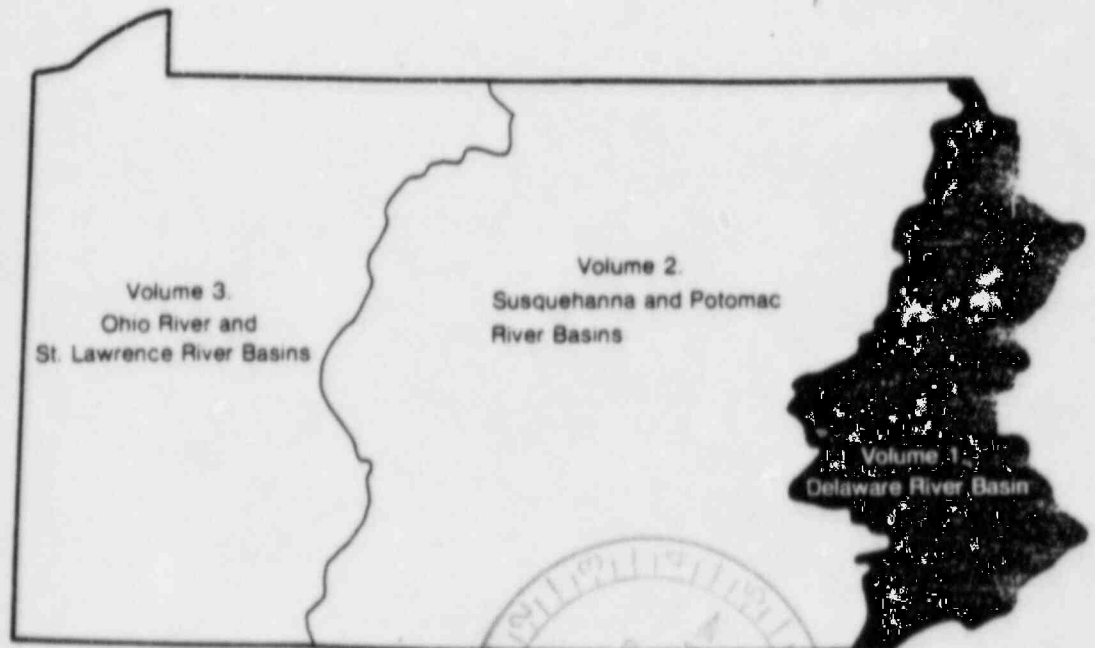 Volume 3.
Ohio River and
St. Lawrence River Basins
Volume 2.
Susquehanna and Potomac
River Basins
Volume 1.
Delaware River Basin